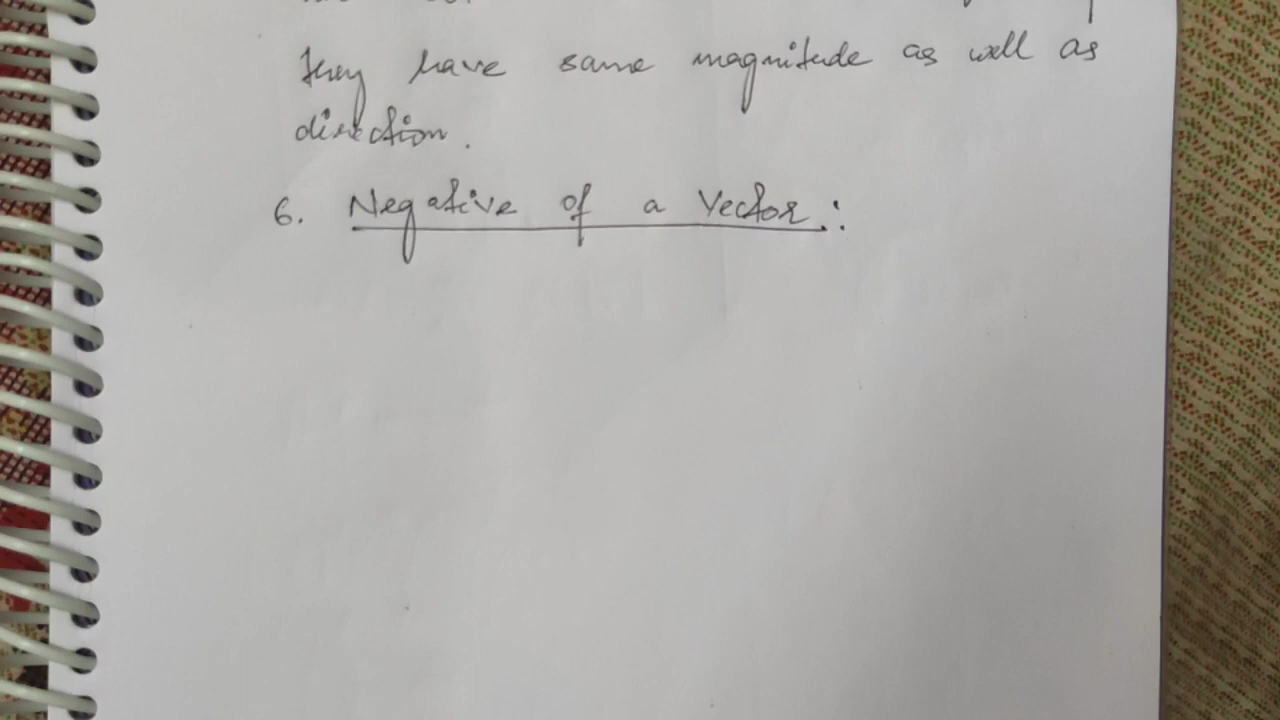 they have same magnitude as well as
direction.
6. Negative of a Vector :